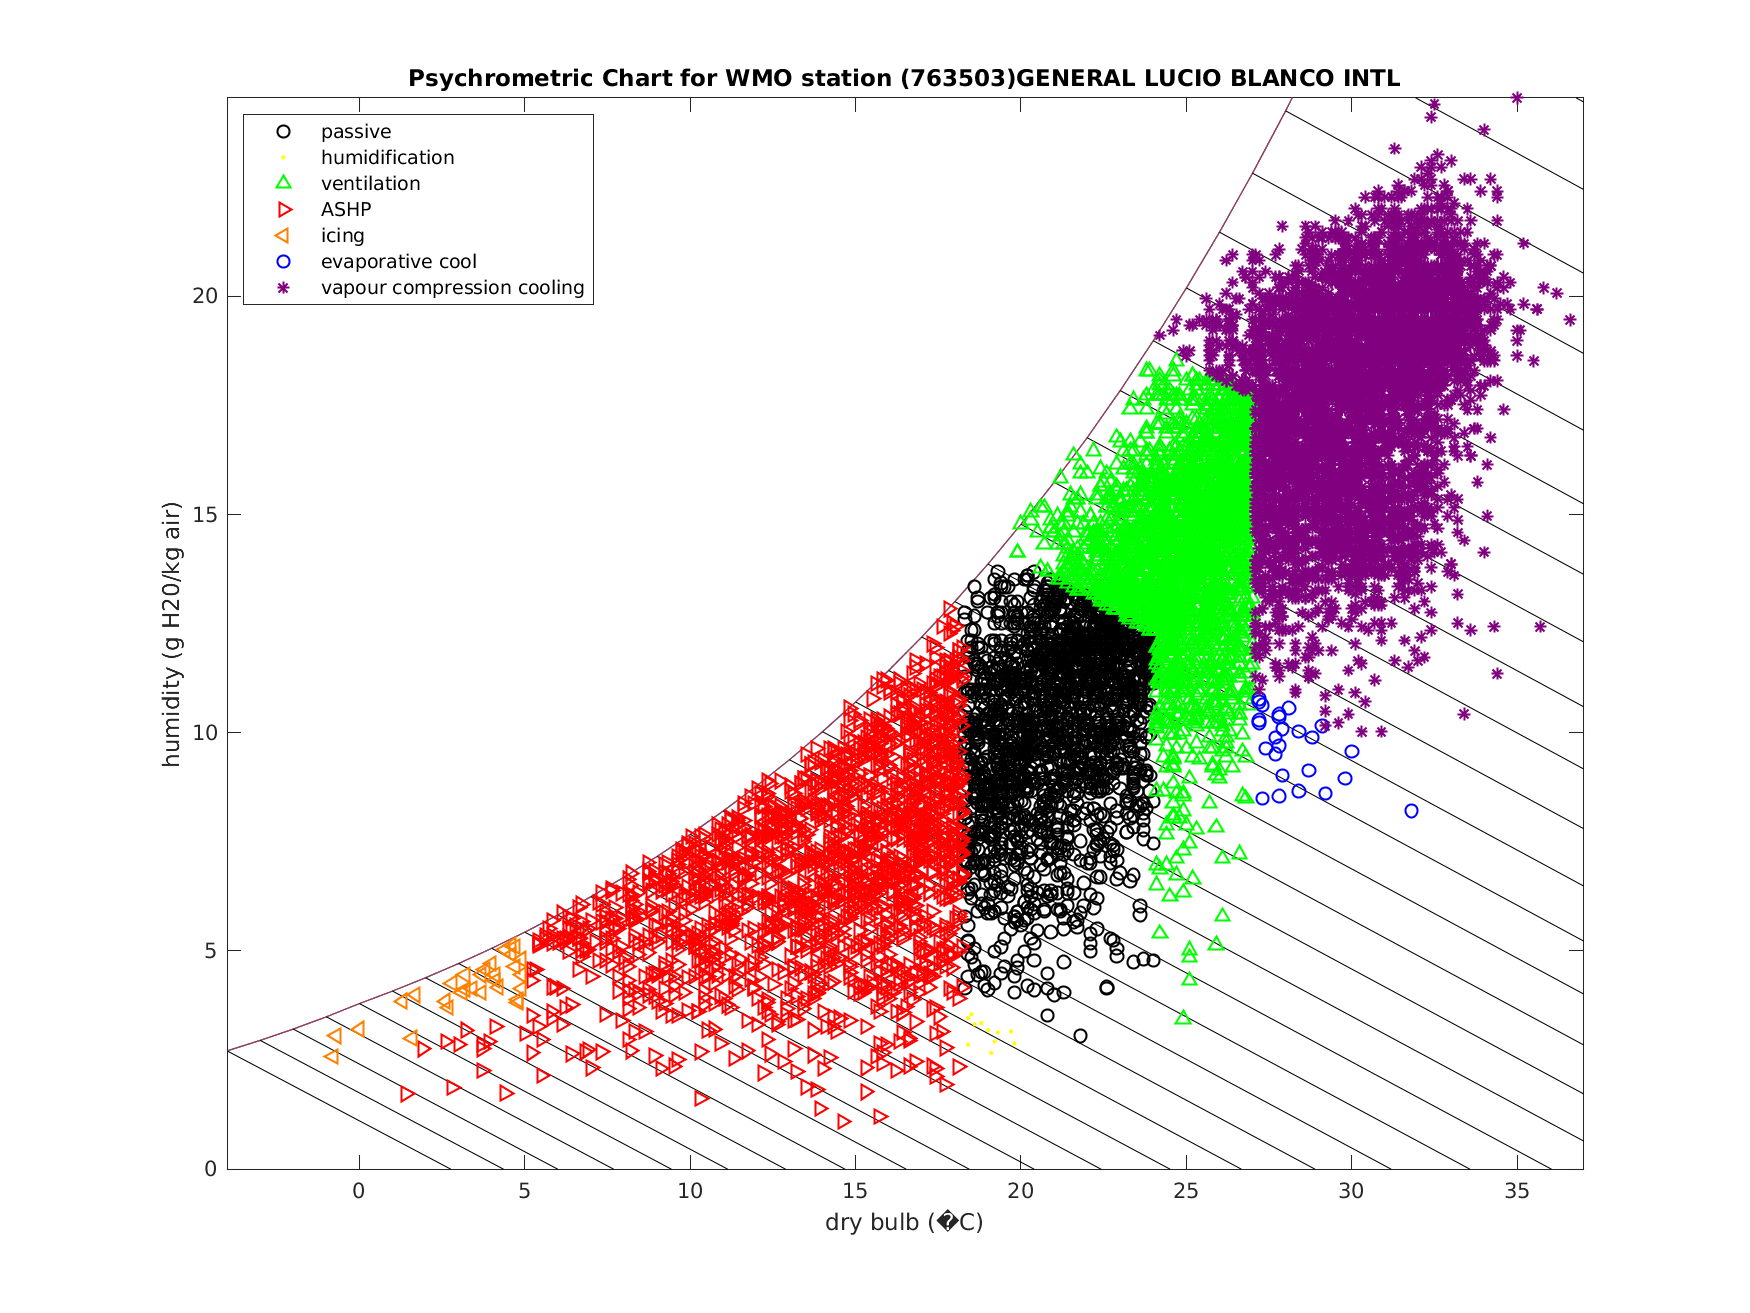 Psychrometric Chart for WMO station (763503)GENERAL LUCIO BLANCO INTL
passive
humidification
ventilation
ASHP
icing
evaporative cool
vapour compression cooling
20
15
10
5
0
humidity (g H20/kg air)
0 5 10 15 20 25 30 35
dry bulb (�C)